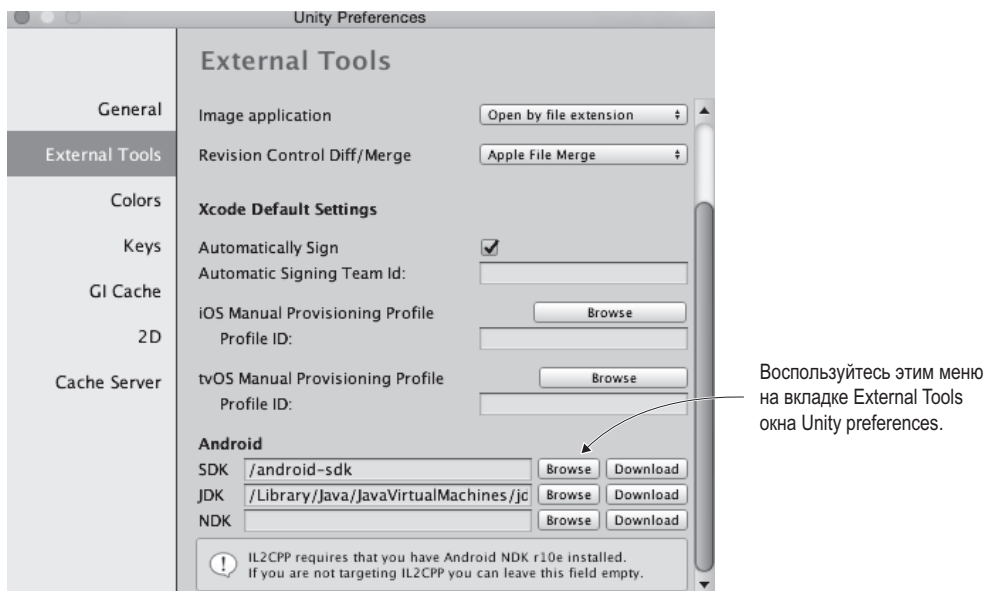 Unity Preferences
External Tools
General
External Tools
Colors
Keys
GI Cache
2D
Cache Server
Image application Open by file extension
Revision Control Diff/Merge Apple File Merge
Xcode Default Settings
Automatically Sign
Automatic Signing Team Id:
iOS Manual Provisioning Profile Browse
Profile ID:
tvOS Manual Provisioning Profile Browse
Profile ID:
Android
SDK /android-sdk Browse Download
JDK /Library/Java/JavaVirtualMachines/jd Browse Download
NDK Browse Download
IL2CPP requires that you have Android NDK r10e installed.
If you are not targeting IL2CPP you can leave this field empty.
Воспользуйтесь этим меню
на вкладке External Tools
окна Unity preferences.